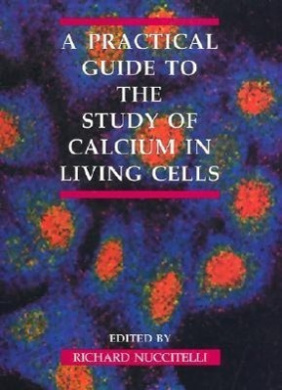 A PRACTICAL
GUIDE TO
THE
STUDY OF
CALCIUM IN
LIVING CELLS
EDITED BY
RICHARD NUCCITELLI